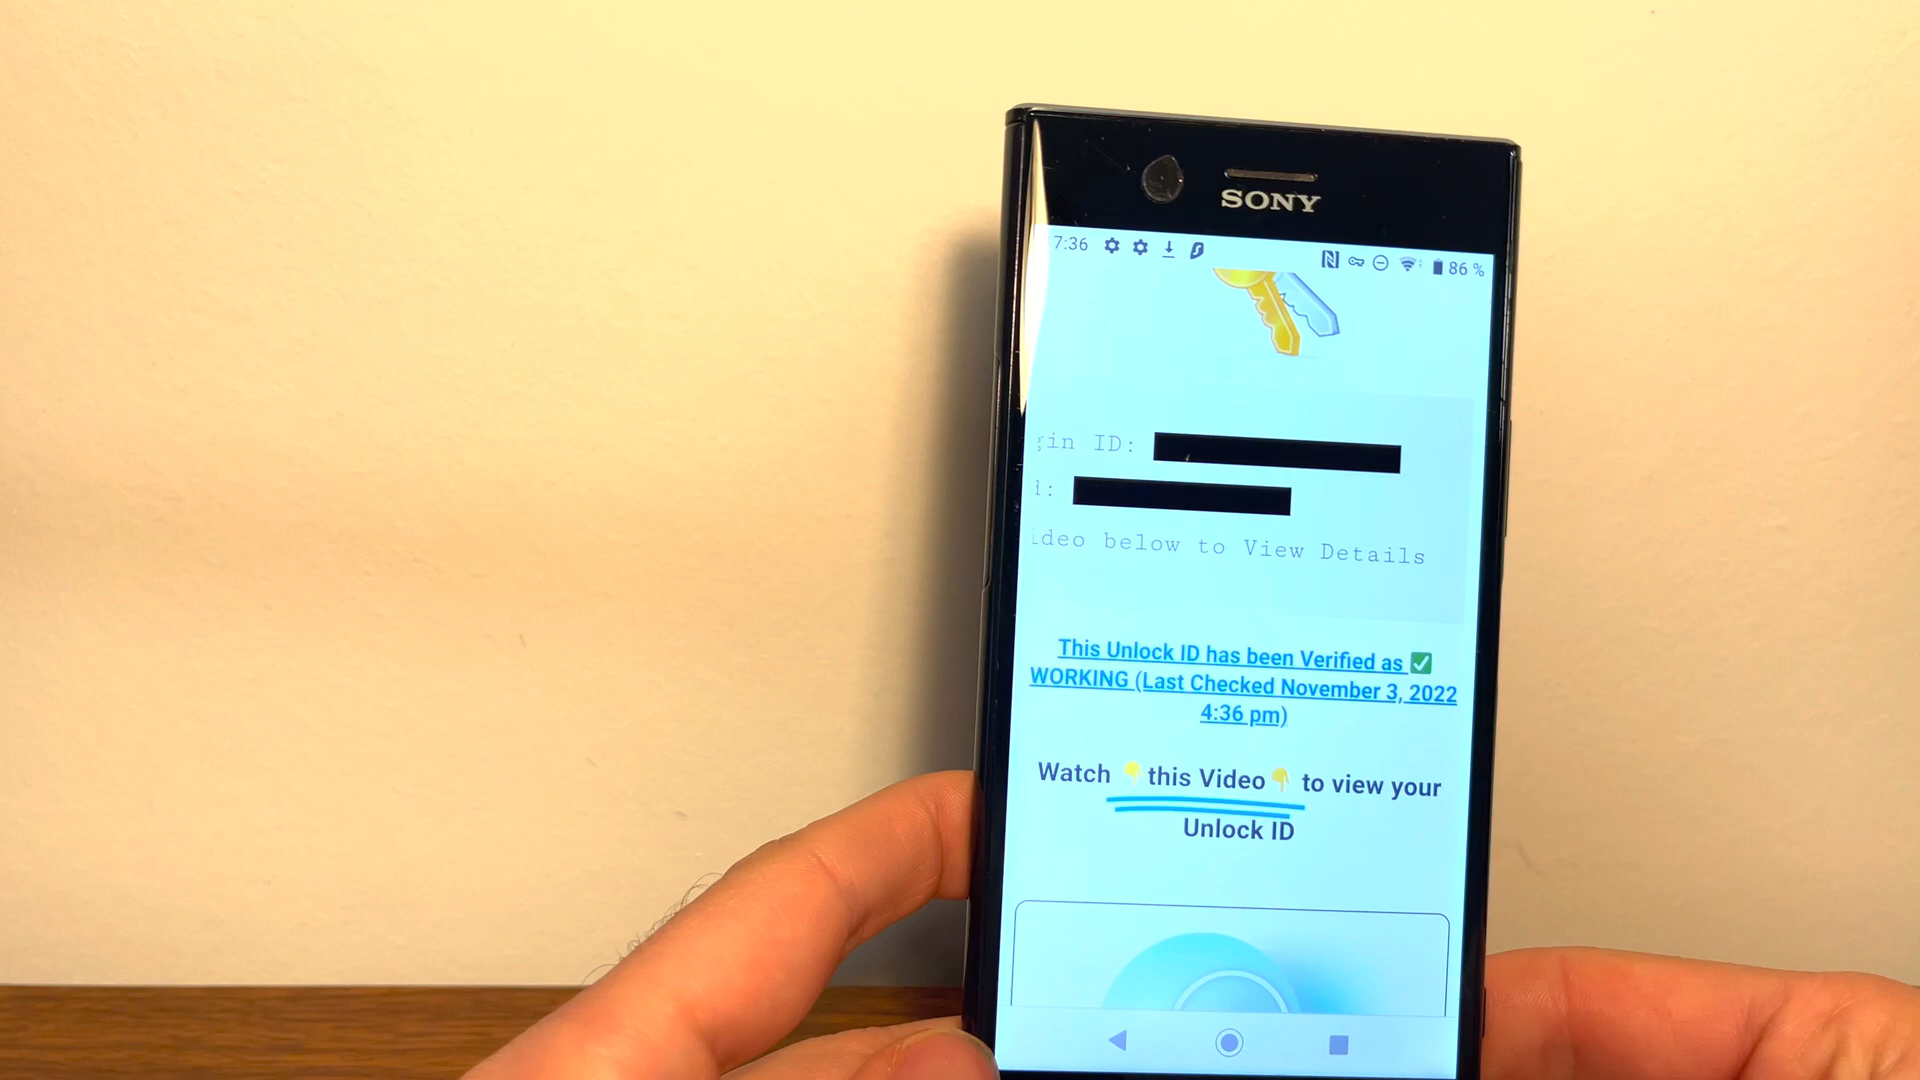 SONY
7:36 86 %
gin ID:
video below to View Details
This Unlock ID has been Verified as ✅
WORKING (Last Checked November 3, 2022
4:36 pm)
Watch 👇this Video👇 to view your
Unlock ID